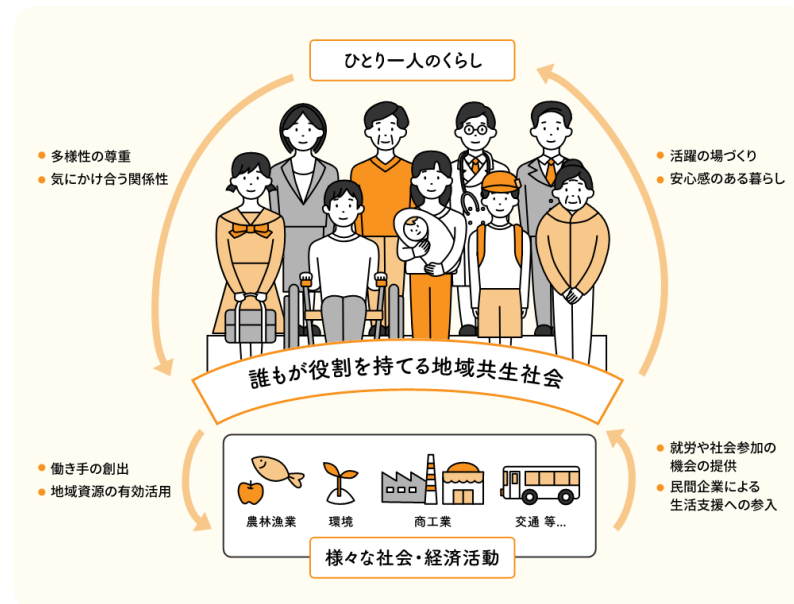 ひとり一人のくらし
● 多様性の尊重
● 気にかけ合う関係性
● 活躍の場づくり
● 安心感のある暮らし
誰もが役割を持てる地域共生社会
● 働き手の創出
● 地域資源の有効活用
● 就労や社会参加の
機会の提供
● 民間企業による
生活支援への参入
農林漁業 環境 商工業 交通 等...
様々な社会・経済活動